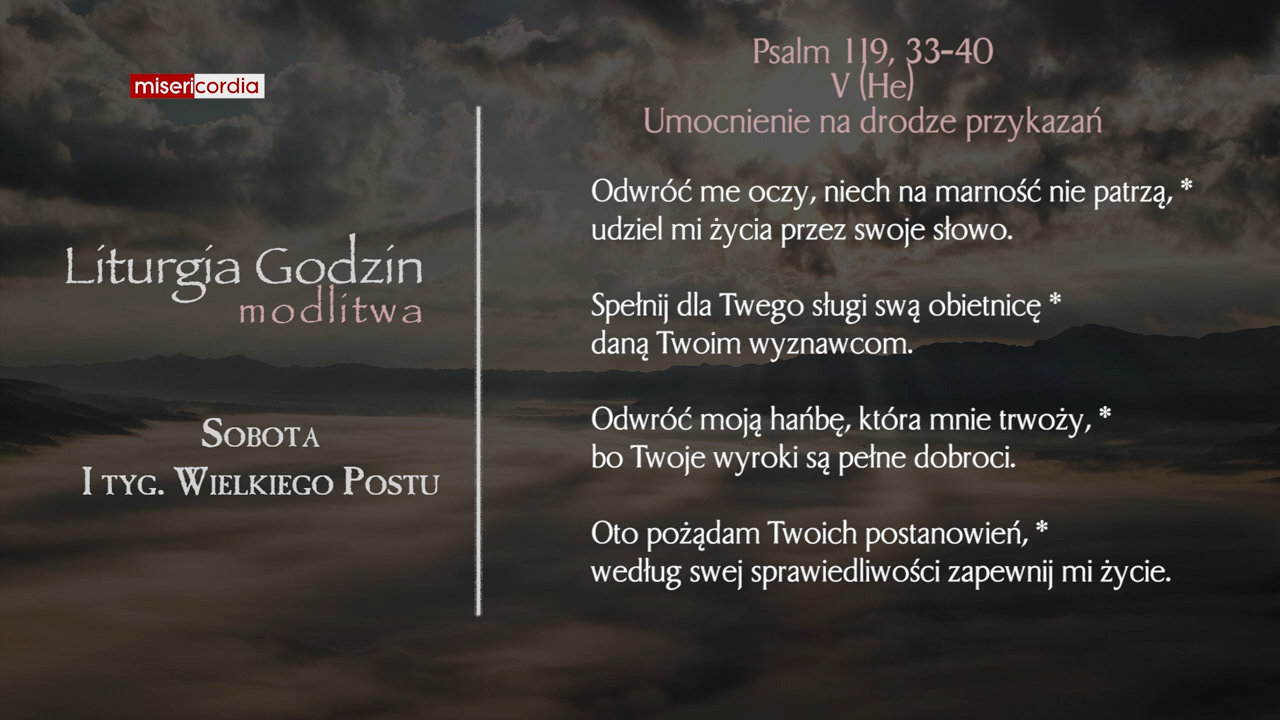 misericordia
Liturgia Godzin
modlitwa
Sobota
I tyg. Wielkiego Postu
Psalm 119, 33-40
V (He)
Umocnienie na drodze przykazań
Odwróć me oczy, niech na marność nie patrzą, *
udziel mi życia przez swoje słowo.
Spełnij dla Twego sługi swą obietnicę *
daną Twoim wyznawcom.
Odwróć moją hańbę, która mnie trwoży, *
bo Twoje wyroki są pełne dobroci.
Oto pożądam Twoich postanowień, *
według swej sprawiedliwości zapewnij mi życie.